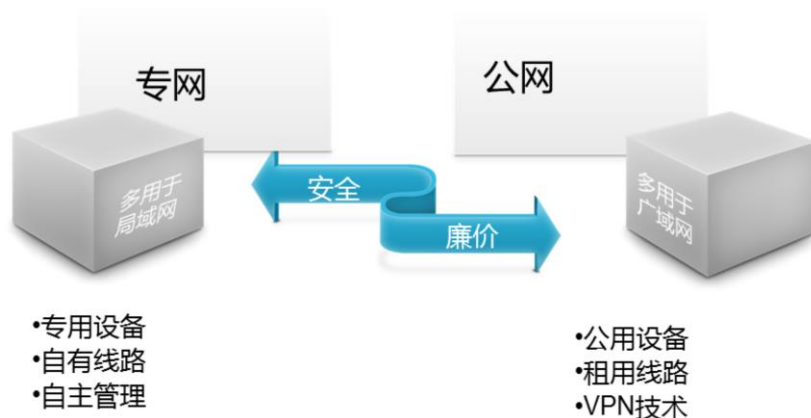 专网
公网
多用于
局域网
安全
廉价
多用于
广域网
•专用设备
•自有线路
•自主管理
•公用设备
•租用线路
•VPN技术